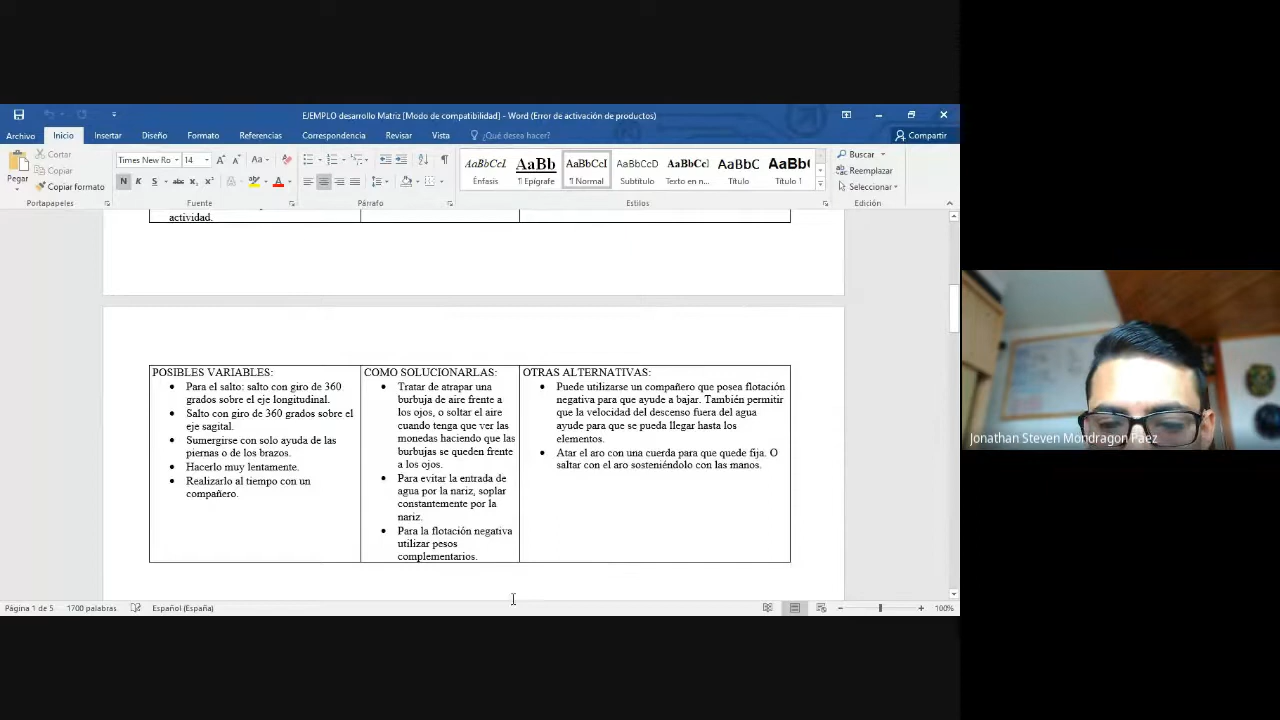 EJEMPLO desarrollo Matriz [Modo de compatibilidad] - Word (Error de activación de productos)
Archivo Inicio Insertar Diseño Formato Referencias Correspondencia Revisar Vista ¿Qué desea hacer? Compartir
Pegar
Cortar
Copiar
Copiar formato
Times New Ro 14
N K S abc x₂ x²
AaBbCcL AaBb AaBbCcI AaBbCcD AaBbCc AaBbC AaBb
Énfasis ¶ Epígrafe ¶ Normal Subtítulo Texto en n... Título Título 1
Buscar
Reemplazar
Seleccionar
Portapapeles Fuente Párrafo Estilos Edición
actividad.
POSIBLES VARIABLES:
• Para el salto: salto con giro de 360
grados sobre el eje longitudinal.
• Salto con giro de 360 grados sobre el
eje sagital.
• Sumergirse con solo ayuda de las
piernas o de los brazos.
• Hacerlo muy lentamente.
• Realizarlo al tiempo con un
compañero.
COMO SOLUCIONARLAS:
• Tratar de atrapar una
burbuja de aire frente a
los ojos, o soltar el aire
cuando tenga que ver las
monedas haciendo que las
burbujas se queden frente
a los ojos.
• Para evitar la entrada de
agua por la nariz, soplar
constantemente por la
nariz.
• Para la flotación negativa
utilizar pesos
complementarios.
OTRAS ALTERNATIVAS:
• Puede utilizarse un compañero que posea flotación
negativa para que ayude a bajar. También permitir
que la velocidad del descenso fuera del agua
ayude para que se pueda llegar hasta los
elementos.
• Atar el aro con una cuerda para que quede fija. O
saltar con el aro sosteniéndolo con las manos.
Página 1 de 5 1700 palabras Español (España) 100%
Jonathan Steven Mondragon Paez